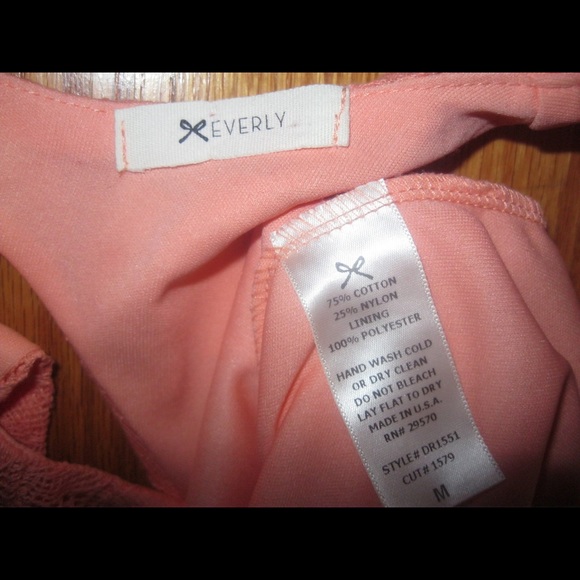 EVERLY
75% COTTON
25% NYLON
LINING
100% POLYESTER
HAND WASH COLD
OR DRY CLEAN
DO NOT BLEACH
LAY FLAT TO DRY
MADE IN U.S.A.
RN# 29570
STYLE# DR1551
CUT# 1579
M